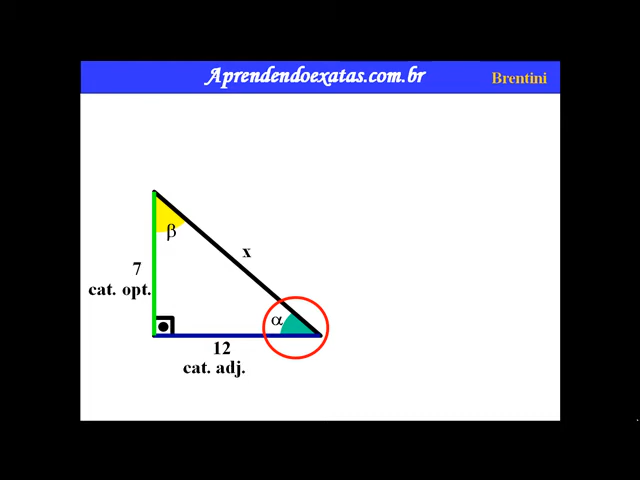 Aprendendoexatas.com.br
Brentini
β
x
7
cat. opt.
α
12
cat. adj.